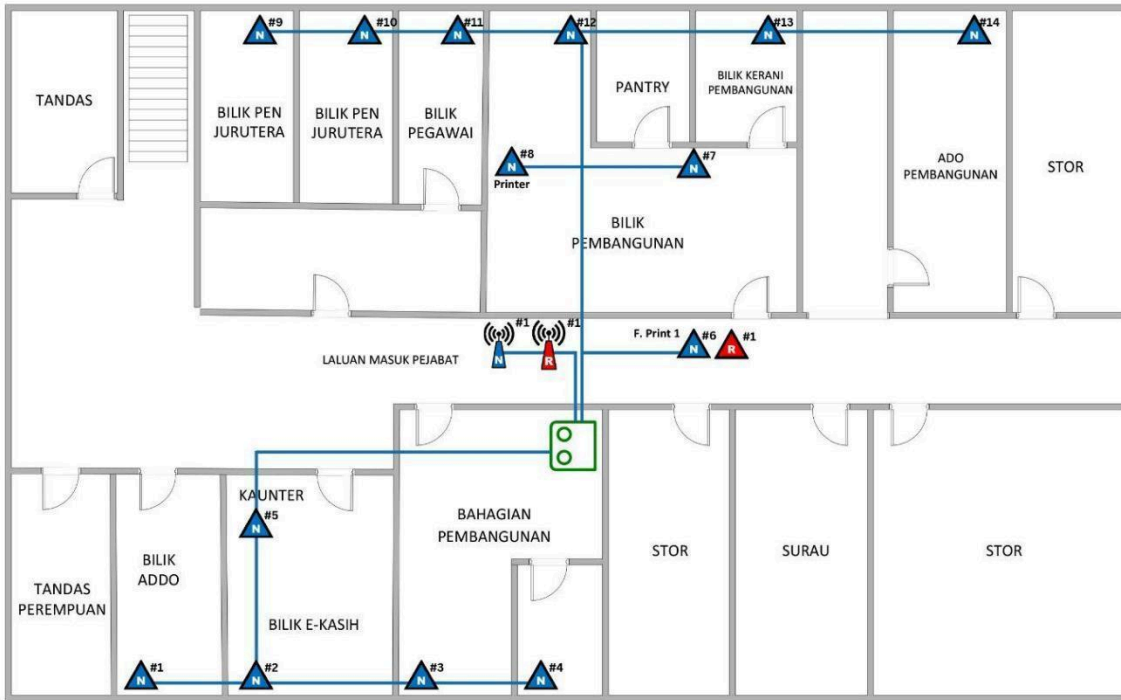 #9
#10
#11
#12
#13
#14
N
N
N
N
N
N
TANDAS
BILIK PEN
JURUTERA
BILIK PEN
JURUTERA
BILIK
PEGAWAI
PANTRY
BILIK KERANI
PEMBANGUNAN
#8
N
Printer
#7
N
ADO
PEMBANGUNAN
STOR
BILIK
PEMBANGUNAN
#1
N
#1
R
F. Print 1
#6
N
#1
R
LALUAN MASUK PEJABAT
KAUNTER
#5
N
BAHAGIAN
PEMBANGUNAN
STOR
SURAU
STOR
BILIK
ADDO
TANDAS
PEREMPUAN
BILIK E-KASIH
#1
N
#2
N
#3
N
#4
N